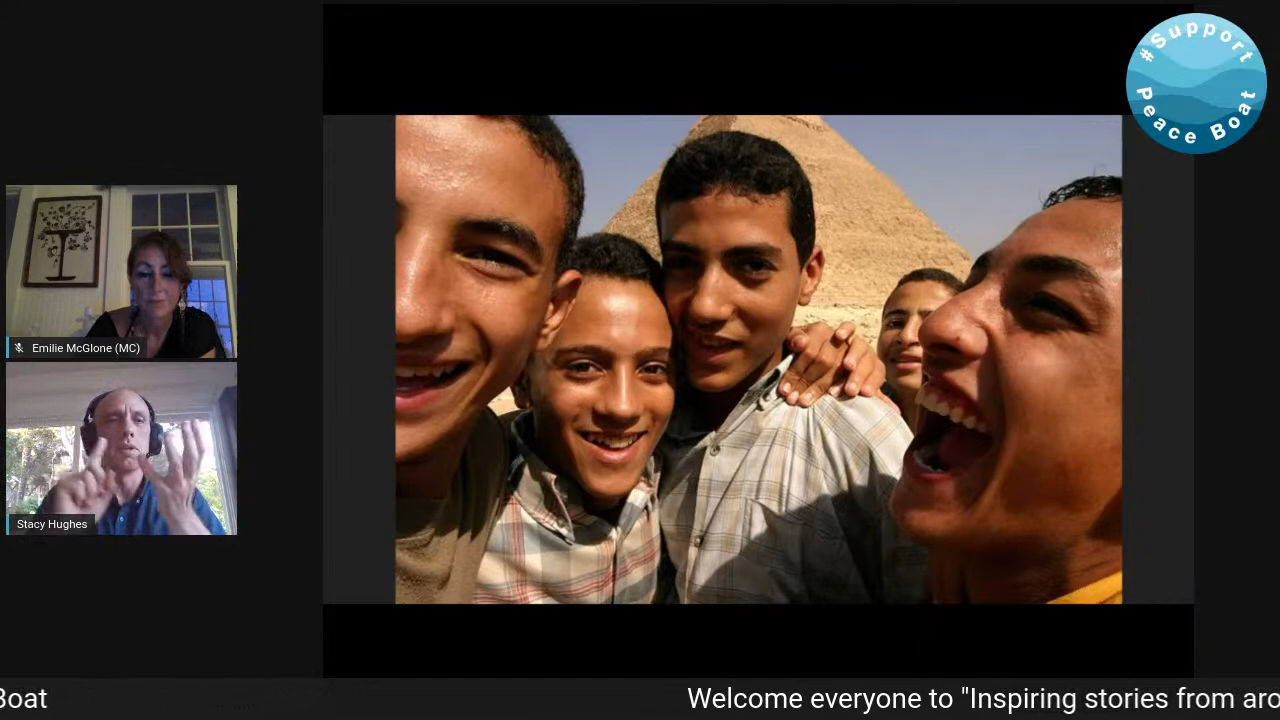 #Support
Peace Boat
Emilie McGlone (MC)
Stacy Hughes
Boat
Welcome everyone to "Inspiring stories from aro